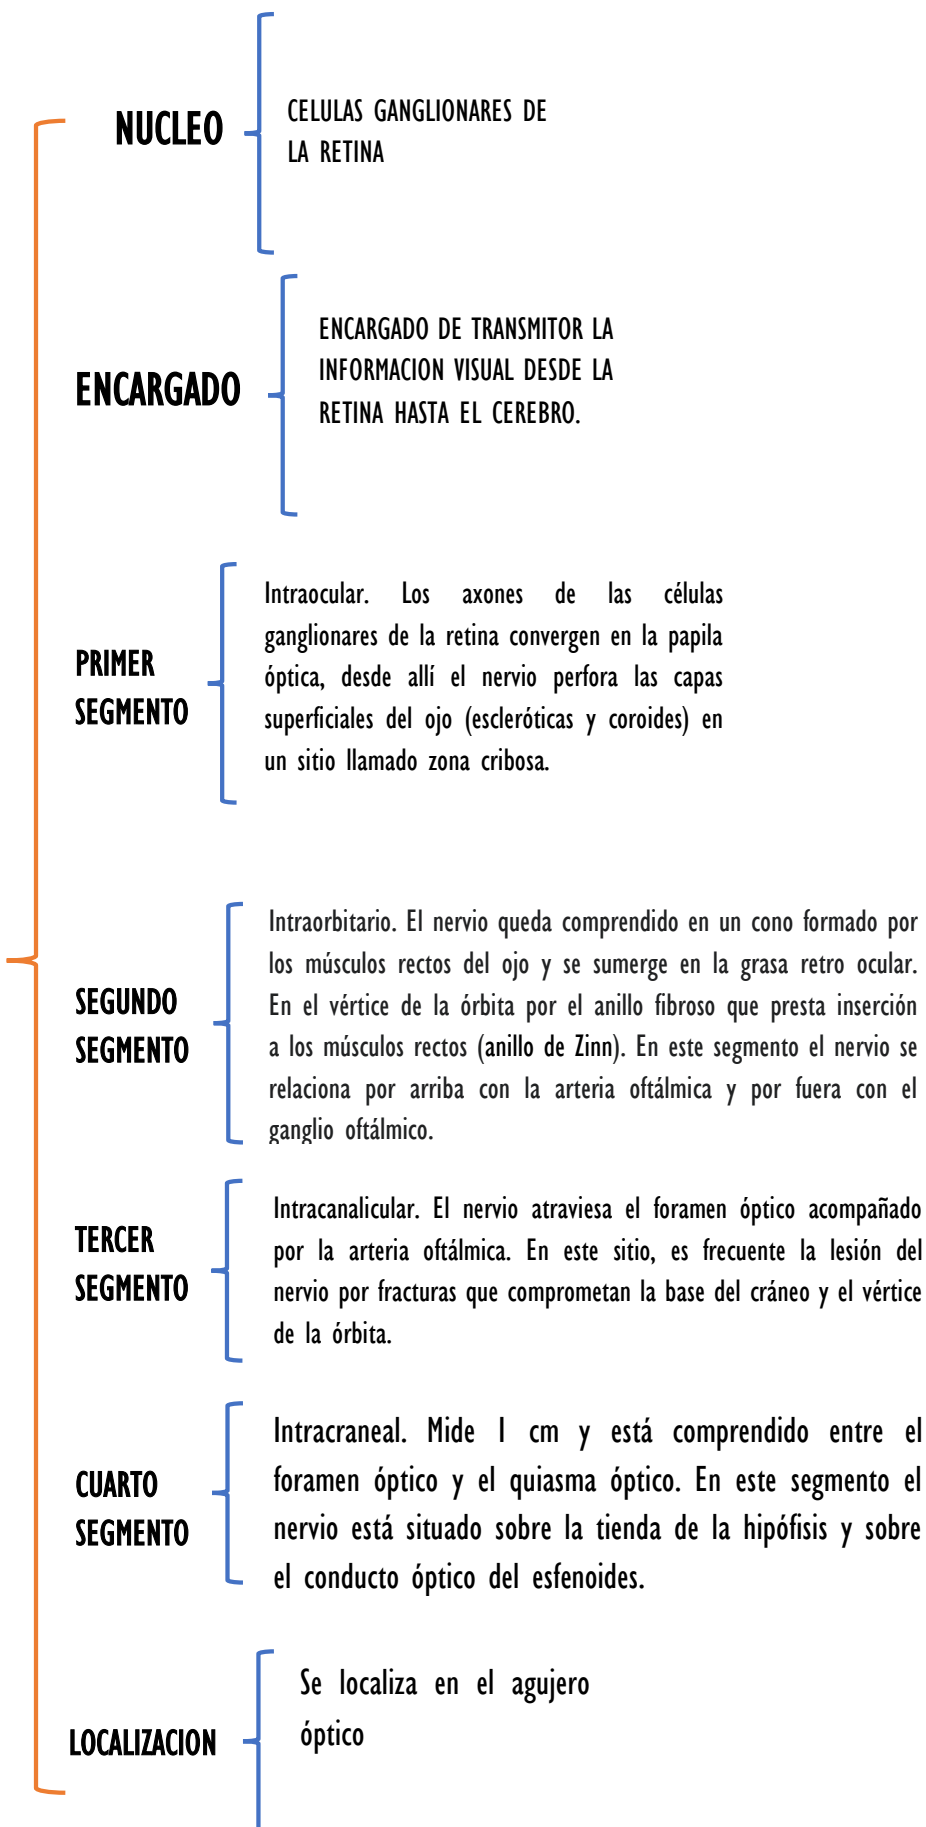 NUCLEO
CELULAS GANGLIONARES DE
LA RETINA
ENCARGADO
ENCARGADO DE TRANSMITOR LA
INFORMACION VISUAL DESDE LA
RETINA HASTA EL CEREBRO.
PRIMER
SEGMENTO
Intraocular. Los axones de las células
ganglionares de la retina convergen en la papila
óptica, desde allí el nervio perfora las capas
superficiales del ojo (escleróticas y coroides) en
un sitio llamado zona cribosa.
SEGUNDO
SEGMENTO
Intraorbitario. El nervio queda comprendido en un cono formado por
los músculos rectos del ojo y se sumerge en la grasa retro ocular.
En el vértice de la órbita por el anillo fibroso que presta inserción
a los músculos rectos (anillo de Zinn). En este segmento el nervio se
relaciona por arriba con la arteria oftálmica y por fuera con el
ganglio oftálmico.
TERCER
SEGMENTO
Intracanalicular. El nervio atraviesa el foramen óptico acompañado
por la arteria oftálmica. En este sitio, es frecuente la lesión del
nervio por fracturas que comprometan la base del cráneo y el vértice
de la órbita.
CUARTO
SEGMENTO
Intracraneal. Mide 1 cm y está comprendido entre el
foramen óptico y el quiasma óptico. En este segmento el
nervio está situado sobre la tienda de la hipófisis y sobre
el conducto óptico del esfenoides.
LOCALIZACION
Se localiza en el agujero
óptico